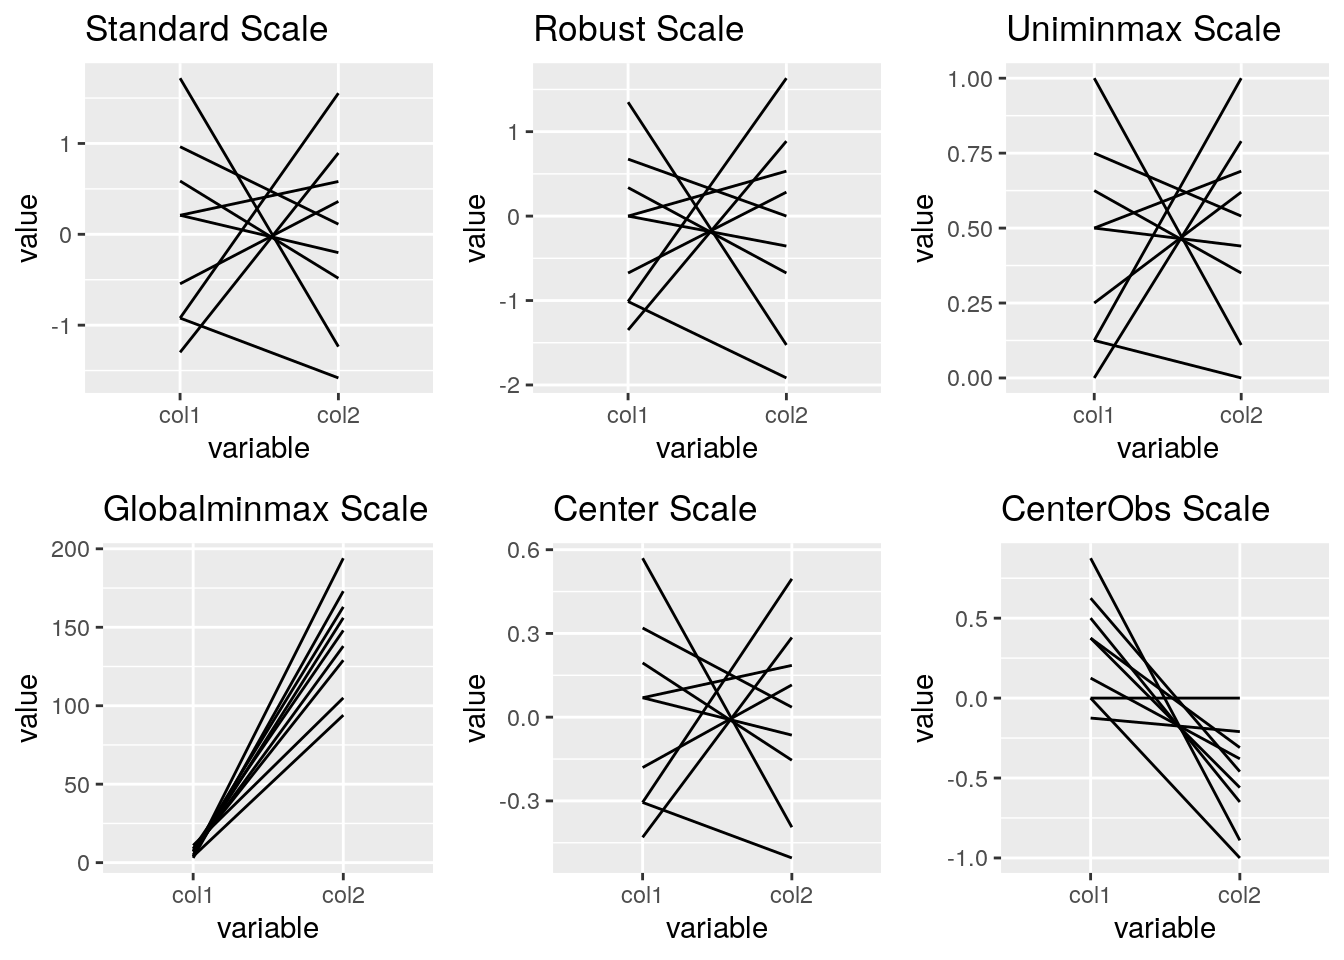 Standard Scale
value
1
0
-1
col1 col2
variable
Robust Scale
value
1
0
-1
-2
col1 col2
variable
Uniminmax Scale
value
1.00
0.75
0.50
0.25
0.00
col1 col2
variable
Globalminmax Scale
value
200
150
100
50
0
col1 col2
variable
Center Scale
value
0.6
0.3
0.0
-0.3
col1 col2
variable
CenterObs Scale
value
0.5
0.0
-0.5
-1.0
col1 col2
variable